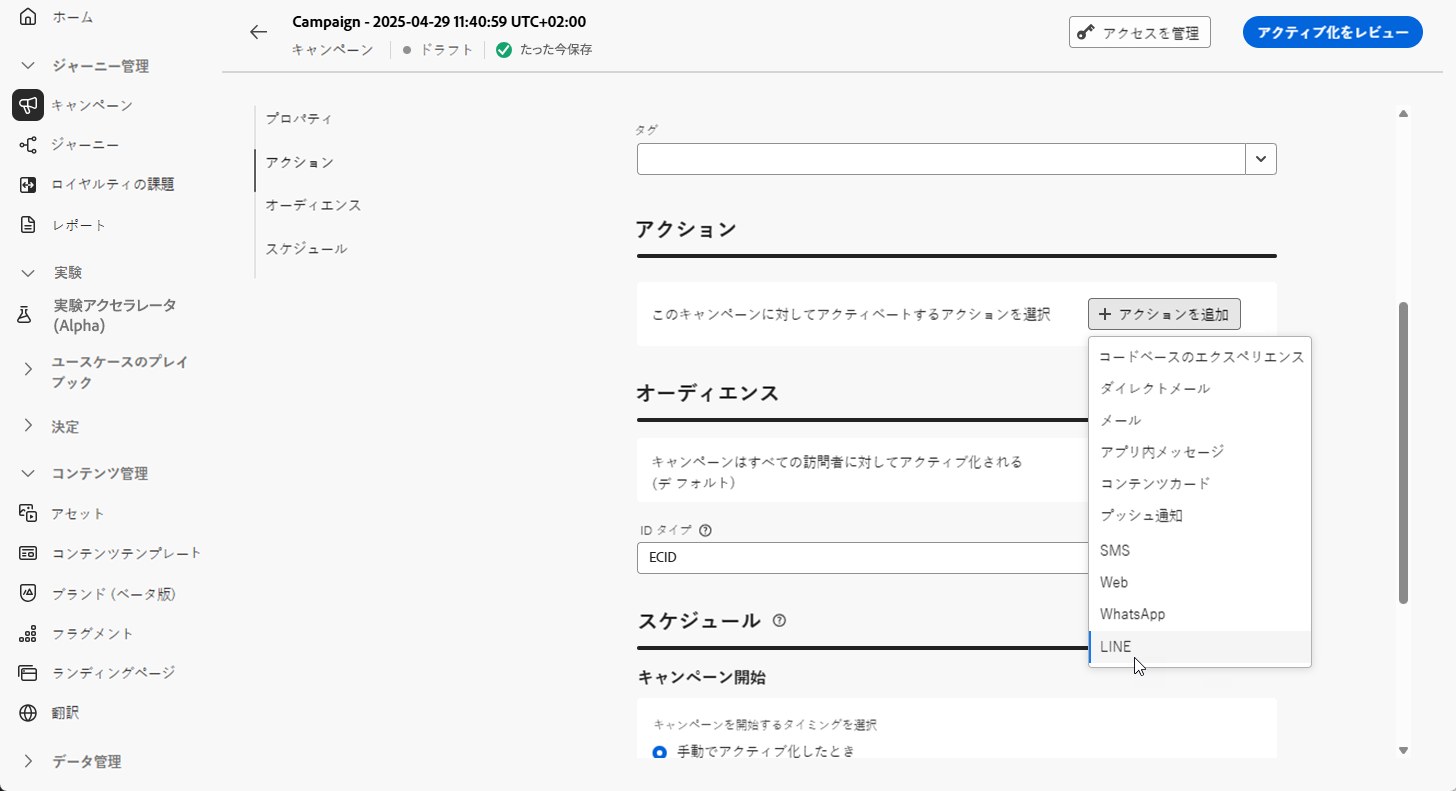 ホーム
ジャーニー管理
キャンペーン
ジャーニー
ロイヤルティの課題
レポート
実験
実験アクセラレータ
(Alpha)
ユースケースのプレイ
ブック
決定
コンテンツ管理
アセット
コンテンツテンプレート
ブランド (ベータ版)
フラグメント
ランディングページ
翻訳
データ管理
Campaign - 2025-04-29 11:40:59 UTC+02:00
キャンペーン
ドラフト
たった今保存
アクセスを管理
アクティブ化をレビュー
プロパティ
アクション
オーディエンス
スケジュール
タグ
アクション
このキャンペーンに対してアクティベートするアクションを選択
アクションを追加
コードベースのエクスペリエンス
ダイレクトメール
メール
アプリ内メッセージ
コンテンツカード
プッシュ通知
SMS
Web
WhatsApp
LINE
オーディエンス
キャンペーンはすべての訪問者に対してアクティブ化される
(デ フォルト)
ID タイプ
ECID
スケジュール
キャンペーン開始
キャンペーンを開始するタイミングを選択
手動でアクティブ化したとき